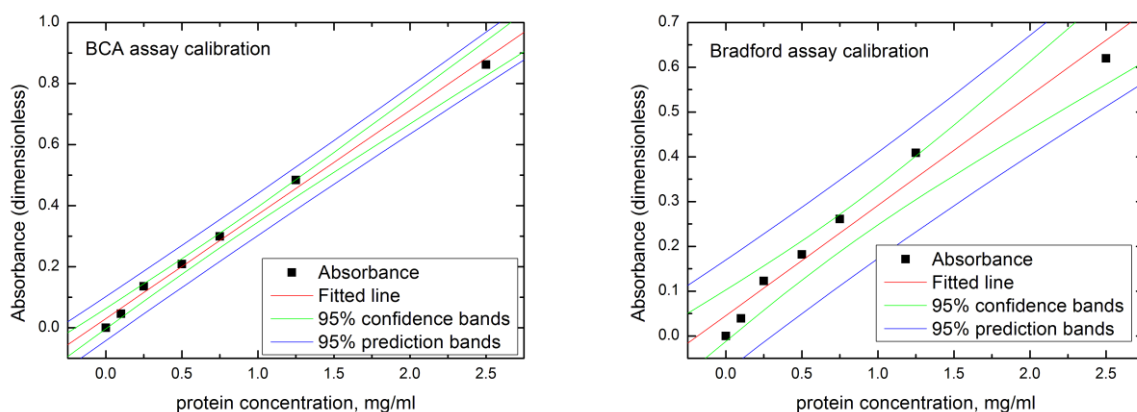 BCA assay calibration
Absorbance (dimensionless)
1.0
0.8
0.6
0.4
0.2
0.0
Absorbance
Fitted line
95% confidence bands
95% prediction bands
0.0 0.5 1.0 1.5 2.0 2.5
protein concentration, mg/ml
Bradford assay calibration
Absorbance (dimensionless)
0.7
0.6
0.5
0.4
0.3
0.2
0.1
0.0
Absorbance
Fitted line
95% confidence bands
95% prediction bands
0.0 0.5 1.0 1.5 2.0 2.5
protein concentration, mg/ml